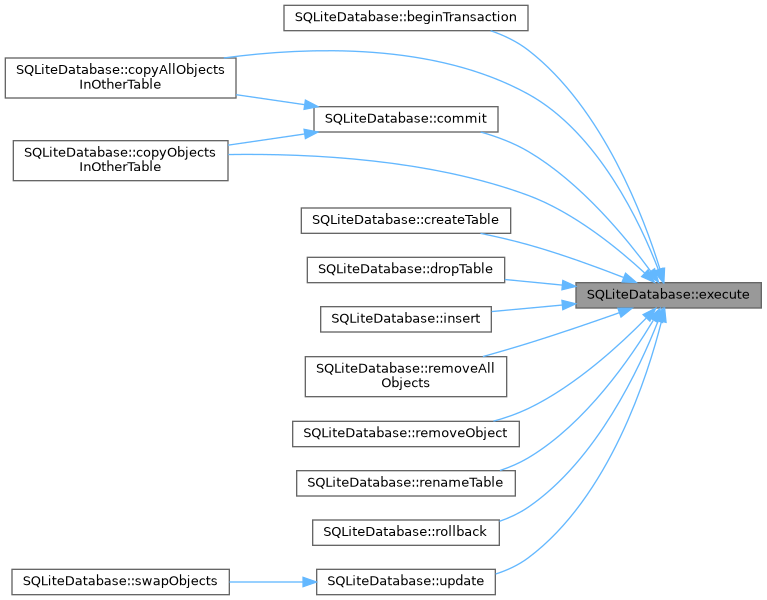 SQLiteDatabase::beginTransaction
SQLiteDatabase::copyAllObjects
InOtherTable
SQLiteDatabase::commit
SQLiteDatabase::copyObjects
InOtherTable
SQLiteDatabase::createTable
SQLiteDatabase::dropTable
SQLiteDatabase::execute
SQLiteDatabase::insert
SQLiteDatabase::removeAll
Objects
SQLiteDatabase::removeObject
SQLiteDatabase::renameTable
SQLiteDatabase::rollback
SQLiteDatabase::swapObjects
SQLiteDatabase::update